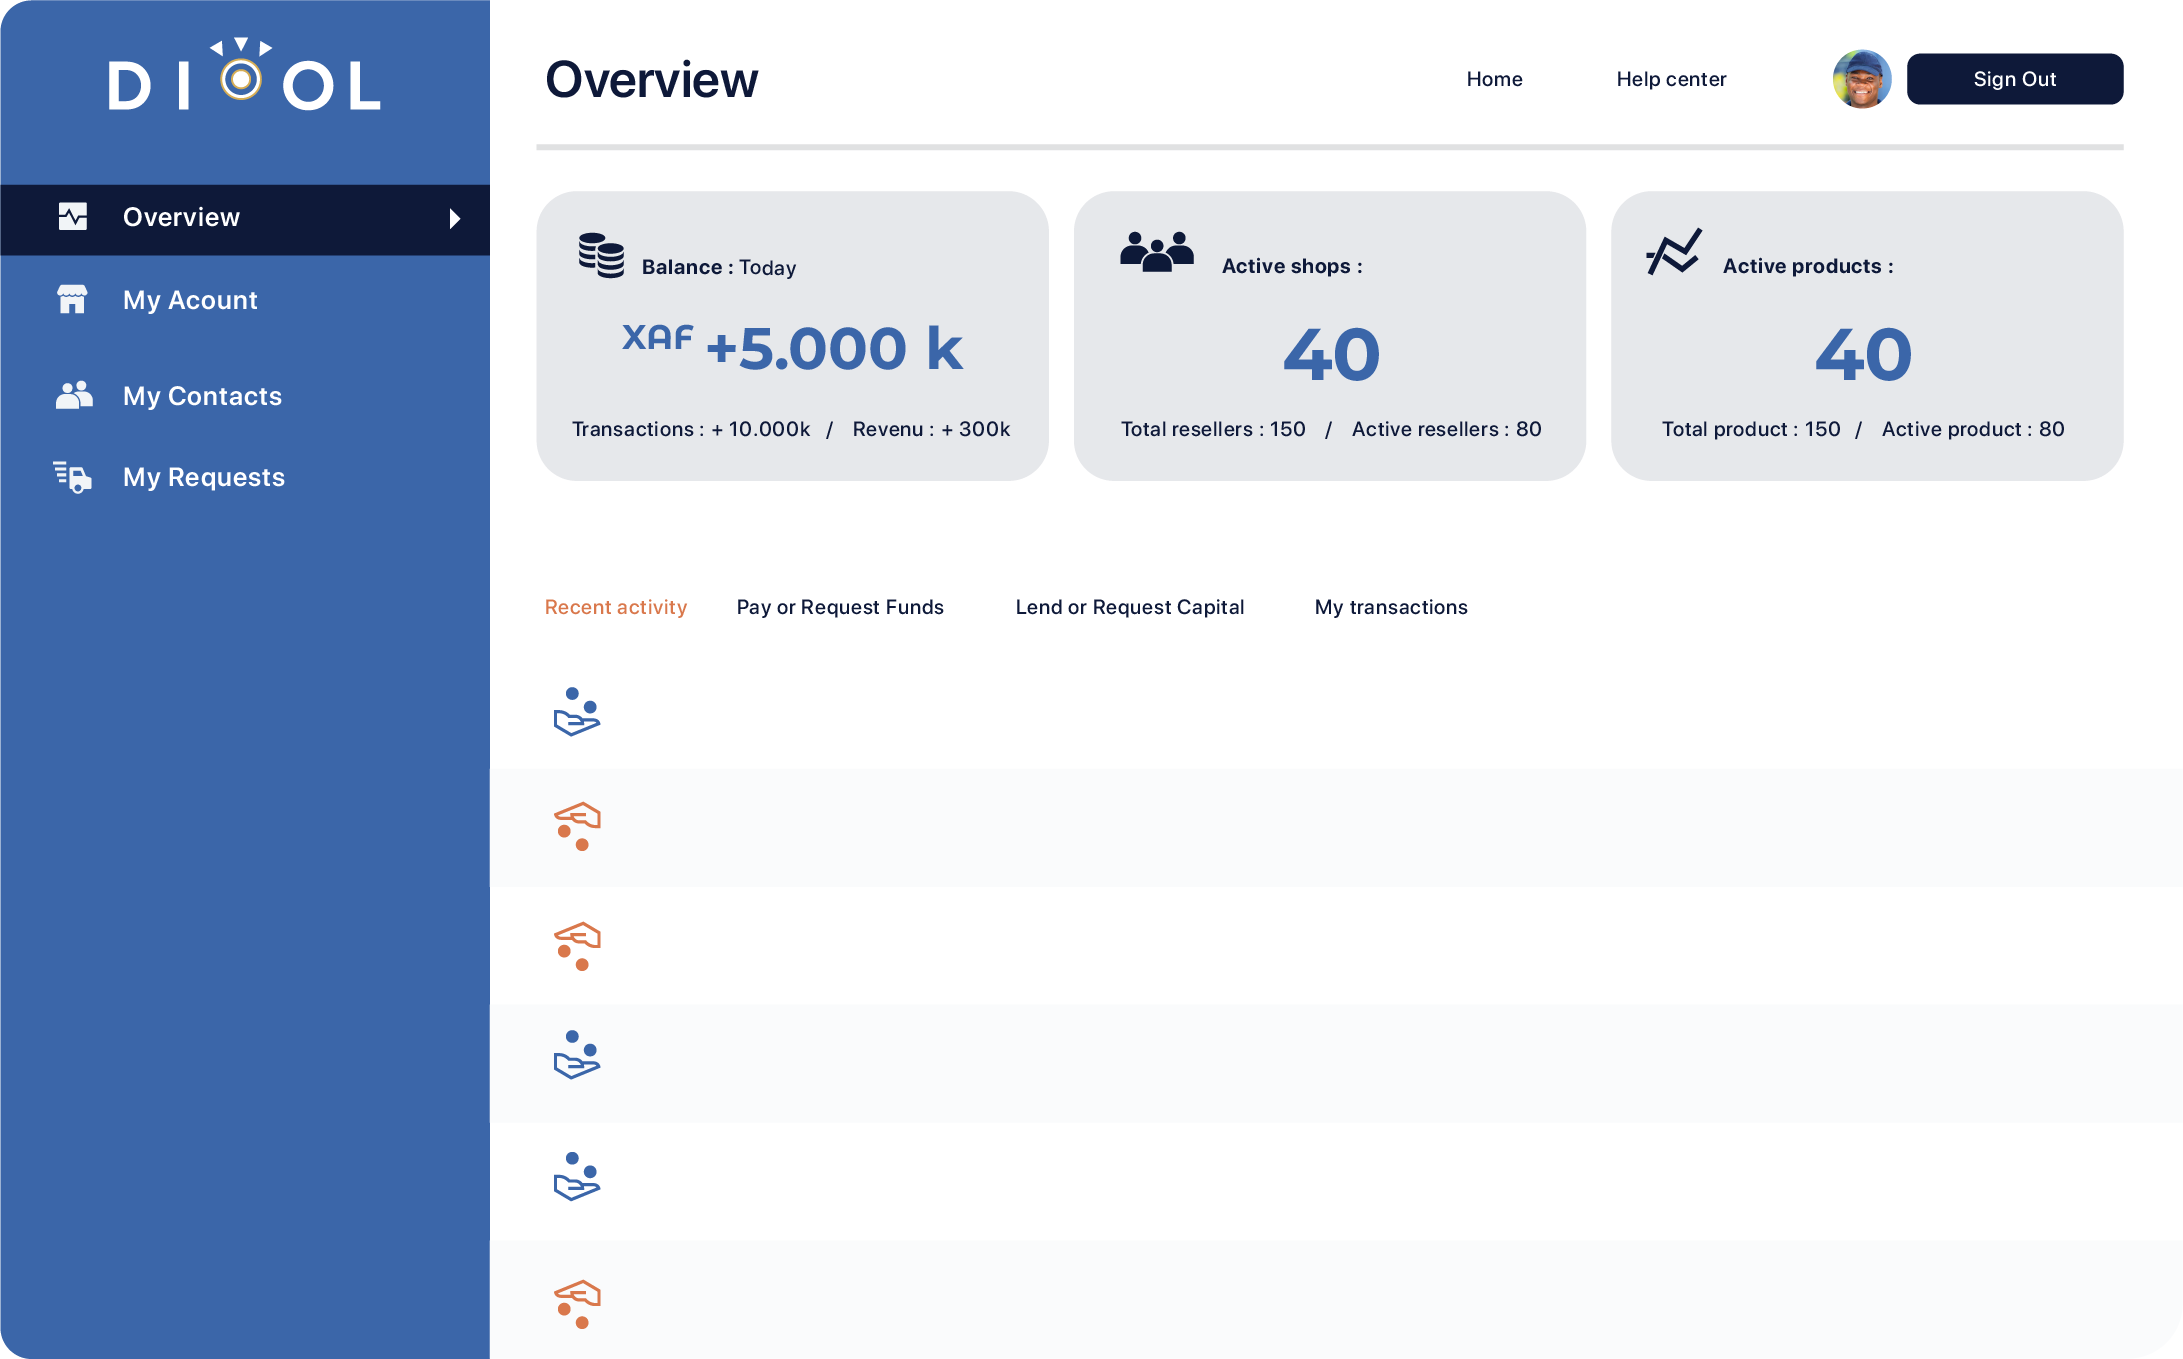 DIOOL
Overview
Home
Help center
Sign Out
Overview
My Acount
My Contacts
My Requests
Balance : Today
XAF +5.000 k
Transactions : + 10.000k / Revenu : + 300k
Active shops :
40
Total resellers : 150 / Active resellers : 80
Active products :
40
Total product : 150 / Active product : 80
Recent activity
Pay or Request Funds
Lend or Request Capital
My transactions